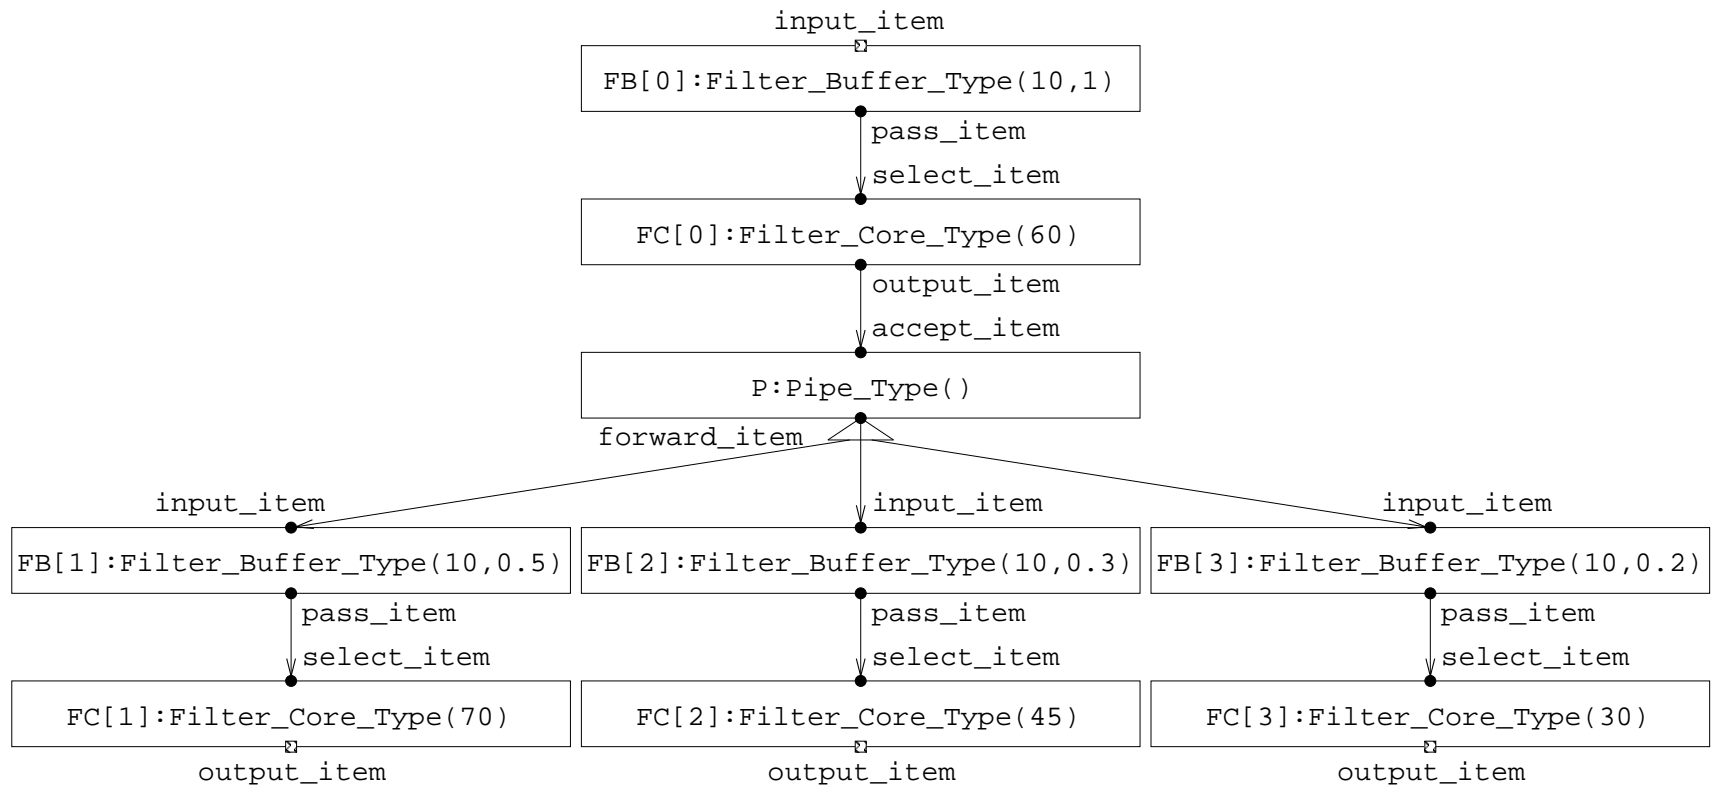 input_item
FB[0]:Filter_Buffer_Type(10,1)
pass_item
select_item
FC[0]:Filter_Core_Type(60)
output_item
accept_item
P:Pipe_Type()
forward_item
input_item input_item input_item
FB[1]:Filter_Buffer_Type(10,0.5) FB[2]:Filter_Buffer_Type(10,0.3) FB[3]:Filter_Buffer_Type(10,0.2)
pass_item pass_item pass_item
select_item select_item select_item
FC[1]:Filter_Core_Type(70) FC[2]:Filter_Core_Type(45) FC[3]:Filter_Core_Type(30)
output_item output_item output_item